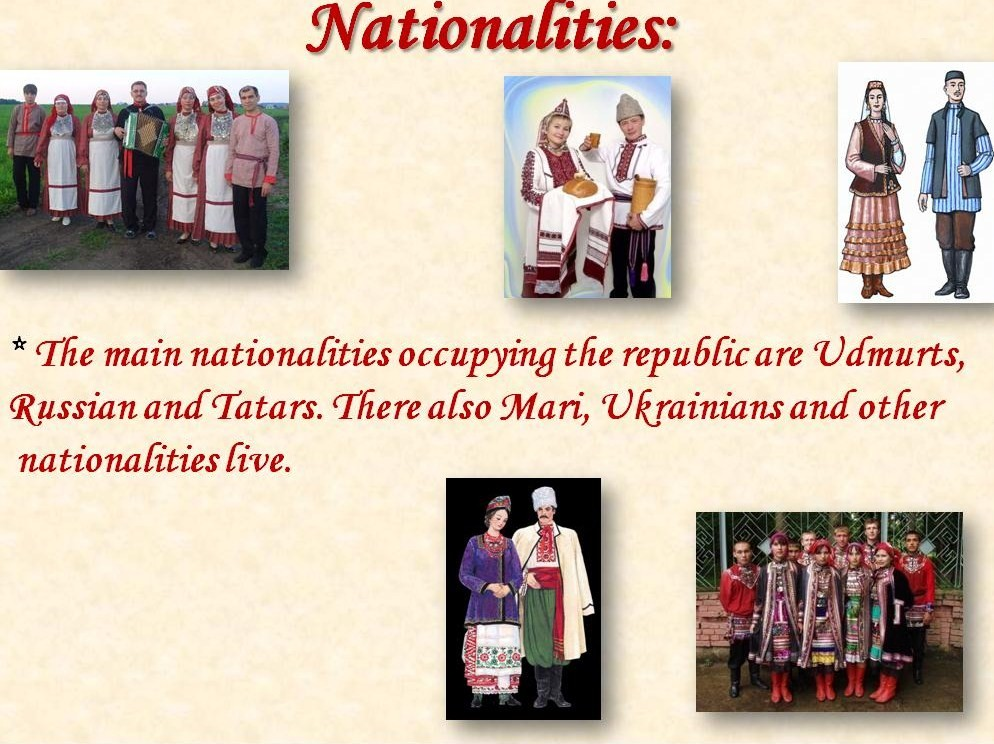 Nationalities:
* The main nationalities occupying the republic are Udmurts,
Russian and Tatars. There also Mari, Ukrainians and other
nationalities live.